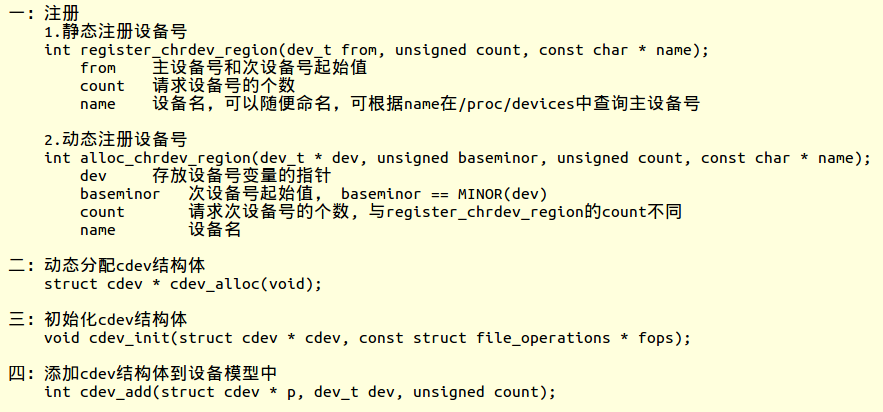 一: 注册
1.静态注册设备号
int register_chrdev_region(dev_t from, unsigned count, const char * name);
from 主设备号和次设备号起始值
count 请求设备号的个数
name 设备名，可以随便命名，可根据name在/proc/devices中查询主设备号
2.动态注册设备号
int alloc_chrdev_region(dev_t * dev, unsigned baseminor, unsigned count, const char * name);
dev 存放设备号变量的指针
baseminor 次设备号起始值， baseminor == MINOR(dev)
count 请求次设备号的个数，与register_chrdev_region的count不同
name 设备名
二: 动态分配cdev结构体
struct cdev * cdev_alloc(void);
三: 初始化cdev结构体
void cdev_init(struct cdev * cdev, const struct file_operations * fops);
四: 添加cdev结构体到设备模型中
int cdev_add(struct cdev * p, dev_t dev, unsigned count);